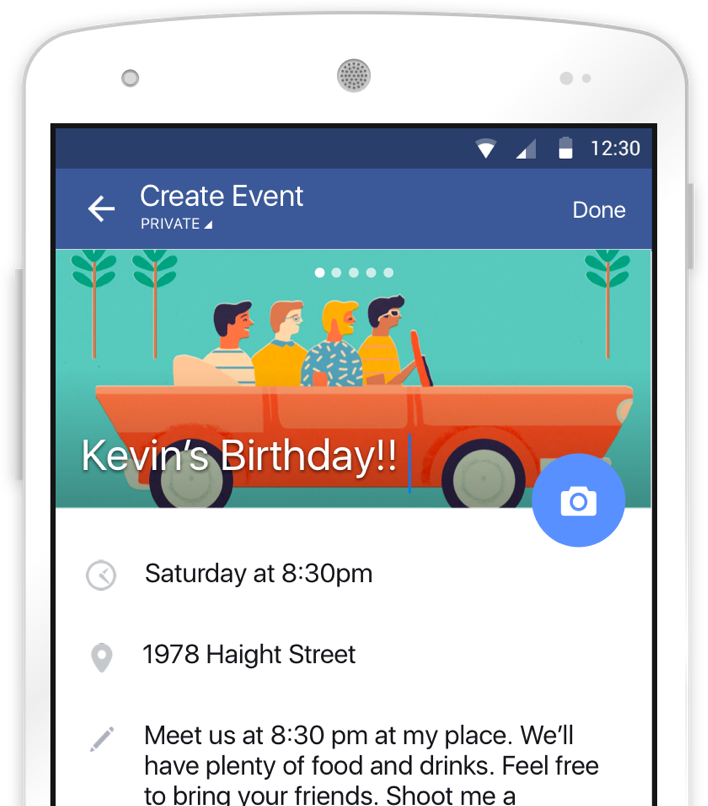 12:30
Create Event
PRIVATE
Done
Kevin's Birthday!!
Saturday at 8:30pm
1978 Haight Street
Meet us at 8:30 pm at my place. We'll
have plenty of food and drinks. Feel free
to bring your friends. Shoot me a